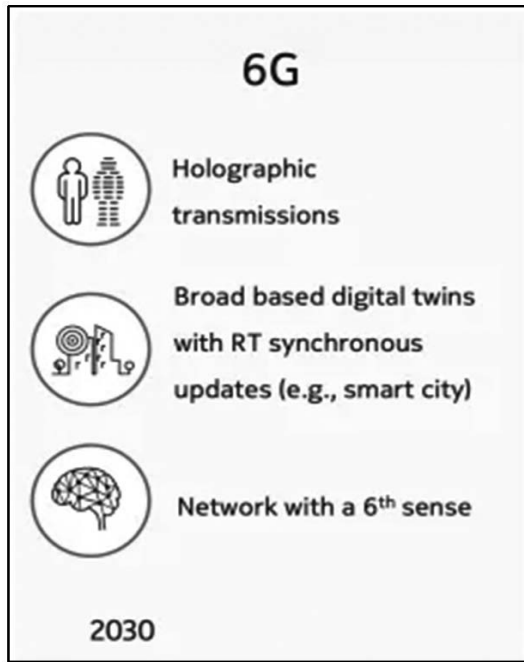 6G
Holographic
transmissions
Broad based digital twins
with RT synchronous
updates (e.g., smart city)
Network with a 6th sense
2030